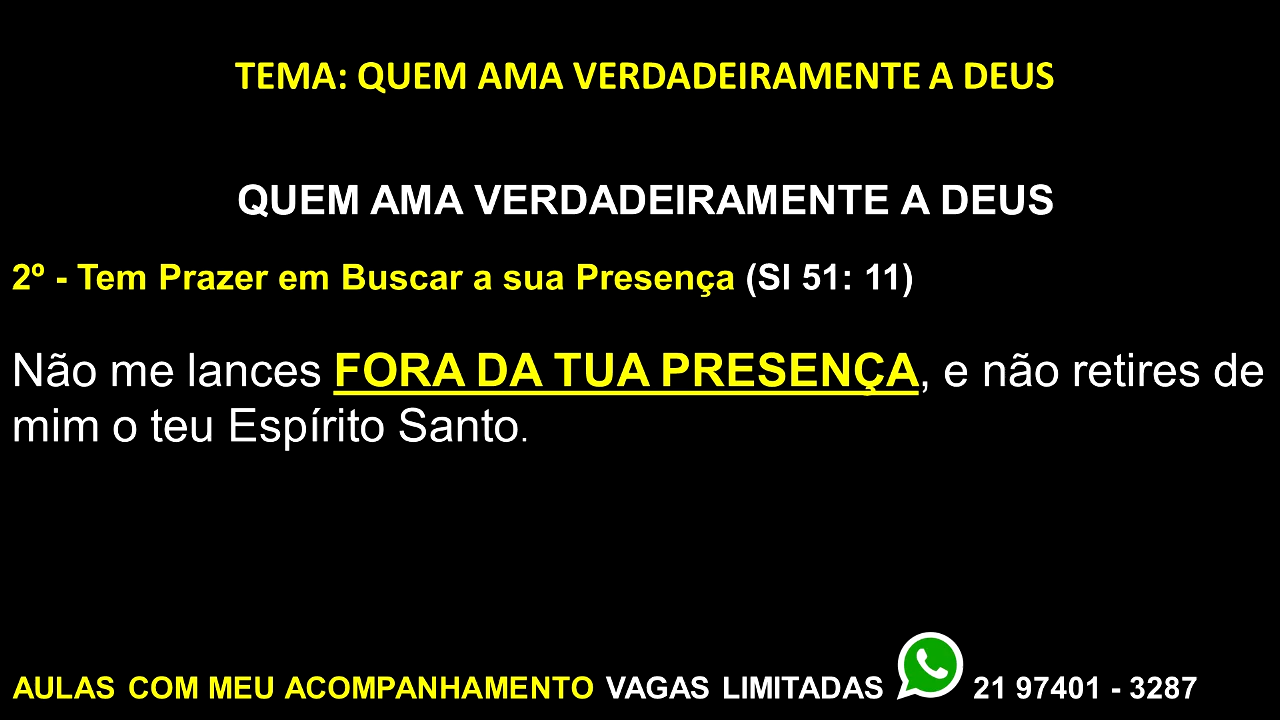 TEMA: QUEM AMA VERDADEIRAMENTE A DEUS
QUEM AMA VERDADEIRAMENTE A DEUS
2º - Tem Prazer em Buscar a sua Presença (Sl 51: 11)
Não me lances FORA DA TUA PRESENÇA, e não retires de
mim o teu Espírito Santo.
AULAS COM MEU ACOMPANHAMENTO VAGAS LIMITADAS 21 97401 - 3287